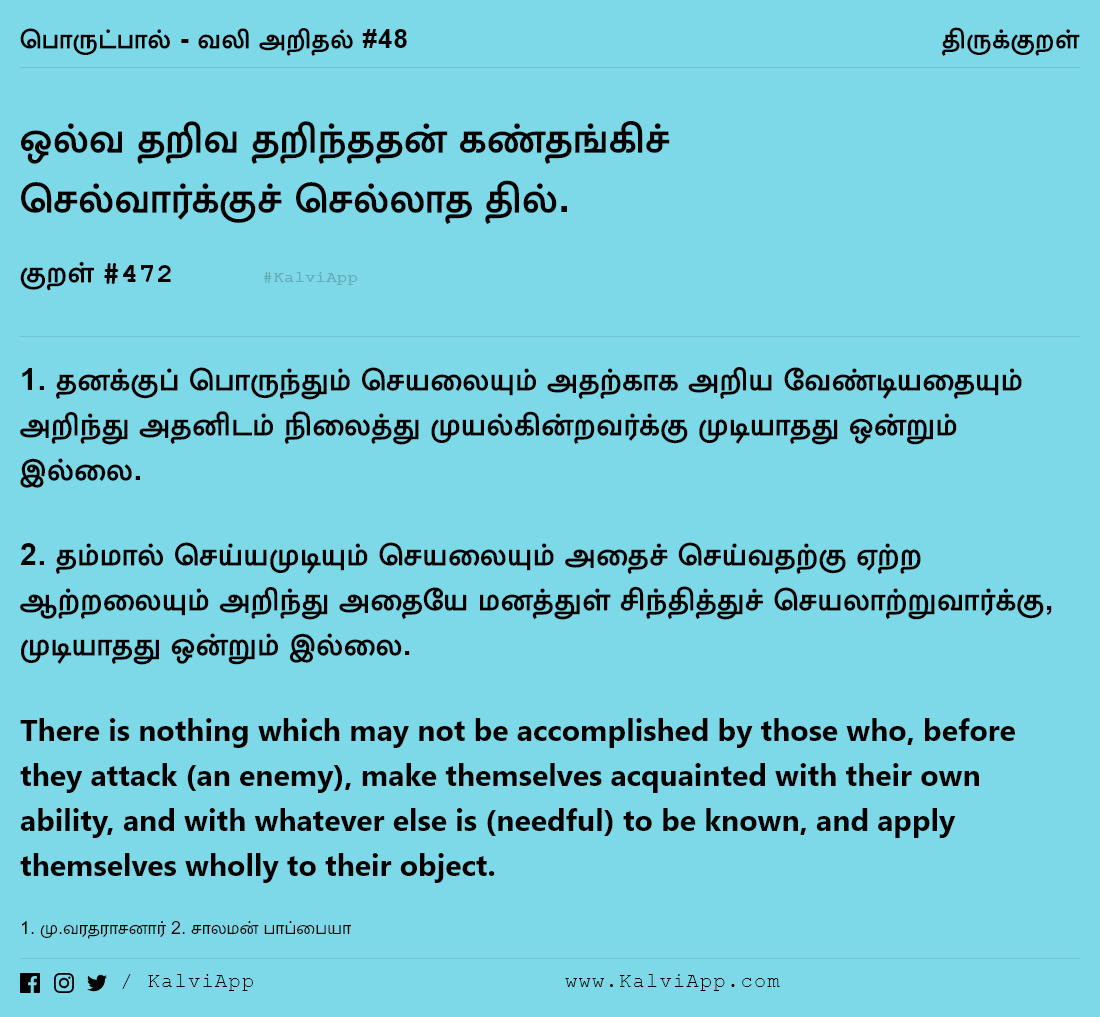 பொருட்பால் - வலி அறிதல் #48 திருக்குறள்
ஒல்வ தறிவ தறிந்ததன் கண்தங்கிச்
செல்வார்க்குச் செல்லாத தில்.
குறள் #472 #KalviApp
1. தனக்குப் பொருந்தும் செயலையும் அதற்காக அறிய வேண்டியதையும்
அறிந்து அதனிடம் நிலைத்து முயல்கின்றவர்க்கு முடியாதது ஒன்றும்
இல்லை.
2. தம்மால் செய்யமுடியும் செயலையும் அதைச் செய்வதற்கு ஏற்ற
ஆற்றலையும் அறிந்து அதையே மனத்துள் சிந்தித்துச் செயலாற்றுவார்க்கு,
முடியாதது ஒன்றும் இல்லை.
There is nothing which may not be accomplished by those who, before
they attack (an enemy), make themselves acquainted with their own
ability, and with whatever else is (needful) to be known, and apply
themselves wholly to their object.
1. மு.வரதராசனார் 2. சாலமன் பாப்பையா
/ KalviApp www.KalviApp.com